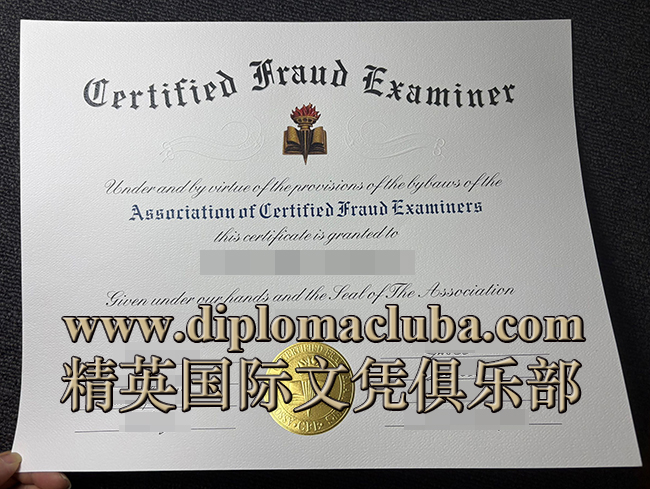 Certified Fraud Examiner
Under and by virtue of the provisions of the bybaws of the
Association of Certified Fraud Examiners
this certificate is granted to
Given under our hands and the Seal of The Association
www.diplomacluba.com
精英国际文凭俱乐部